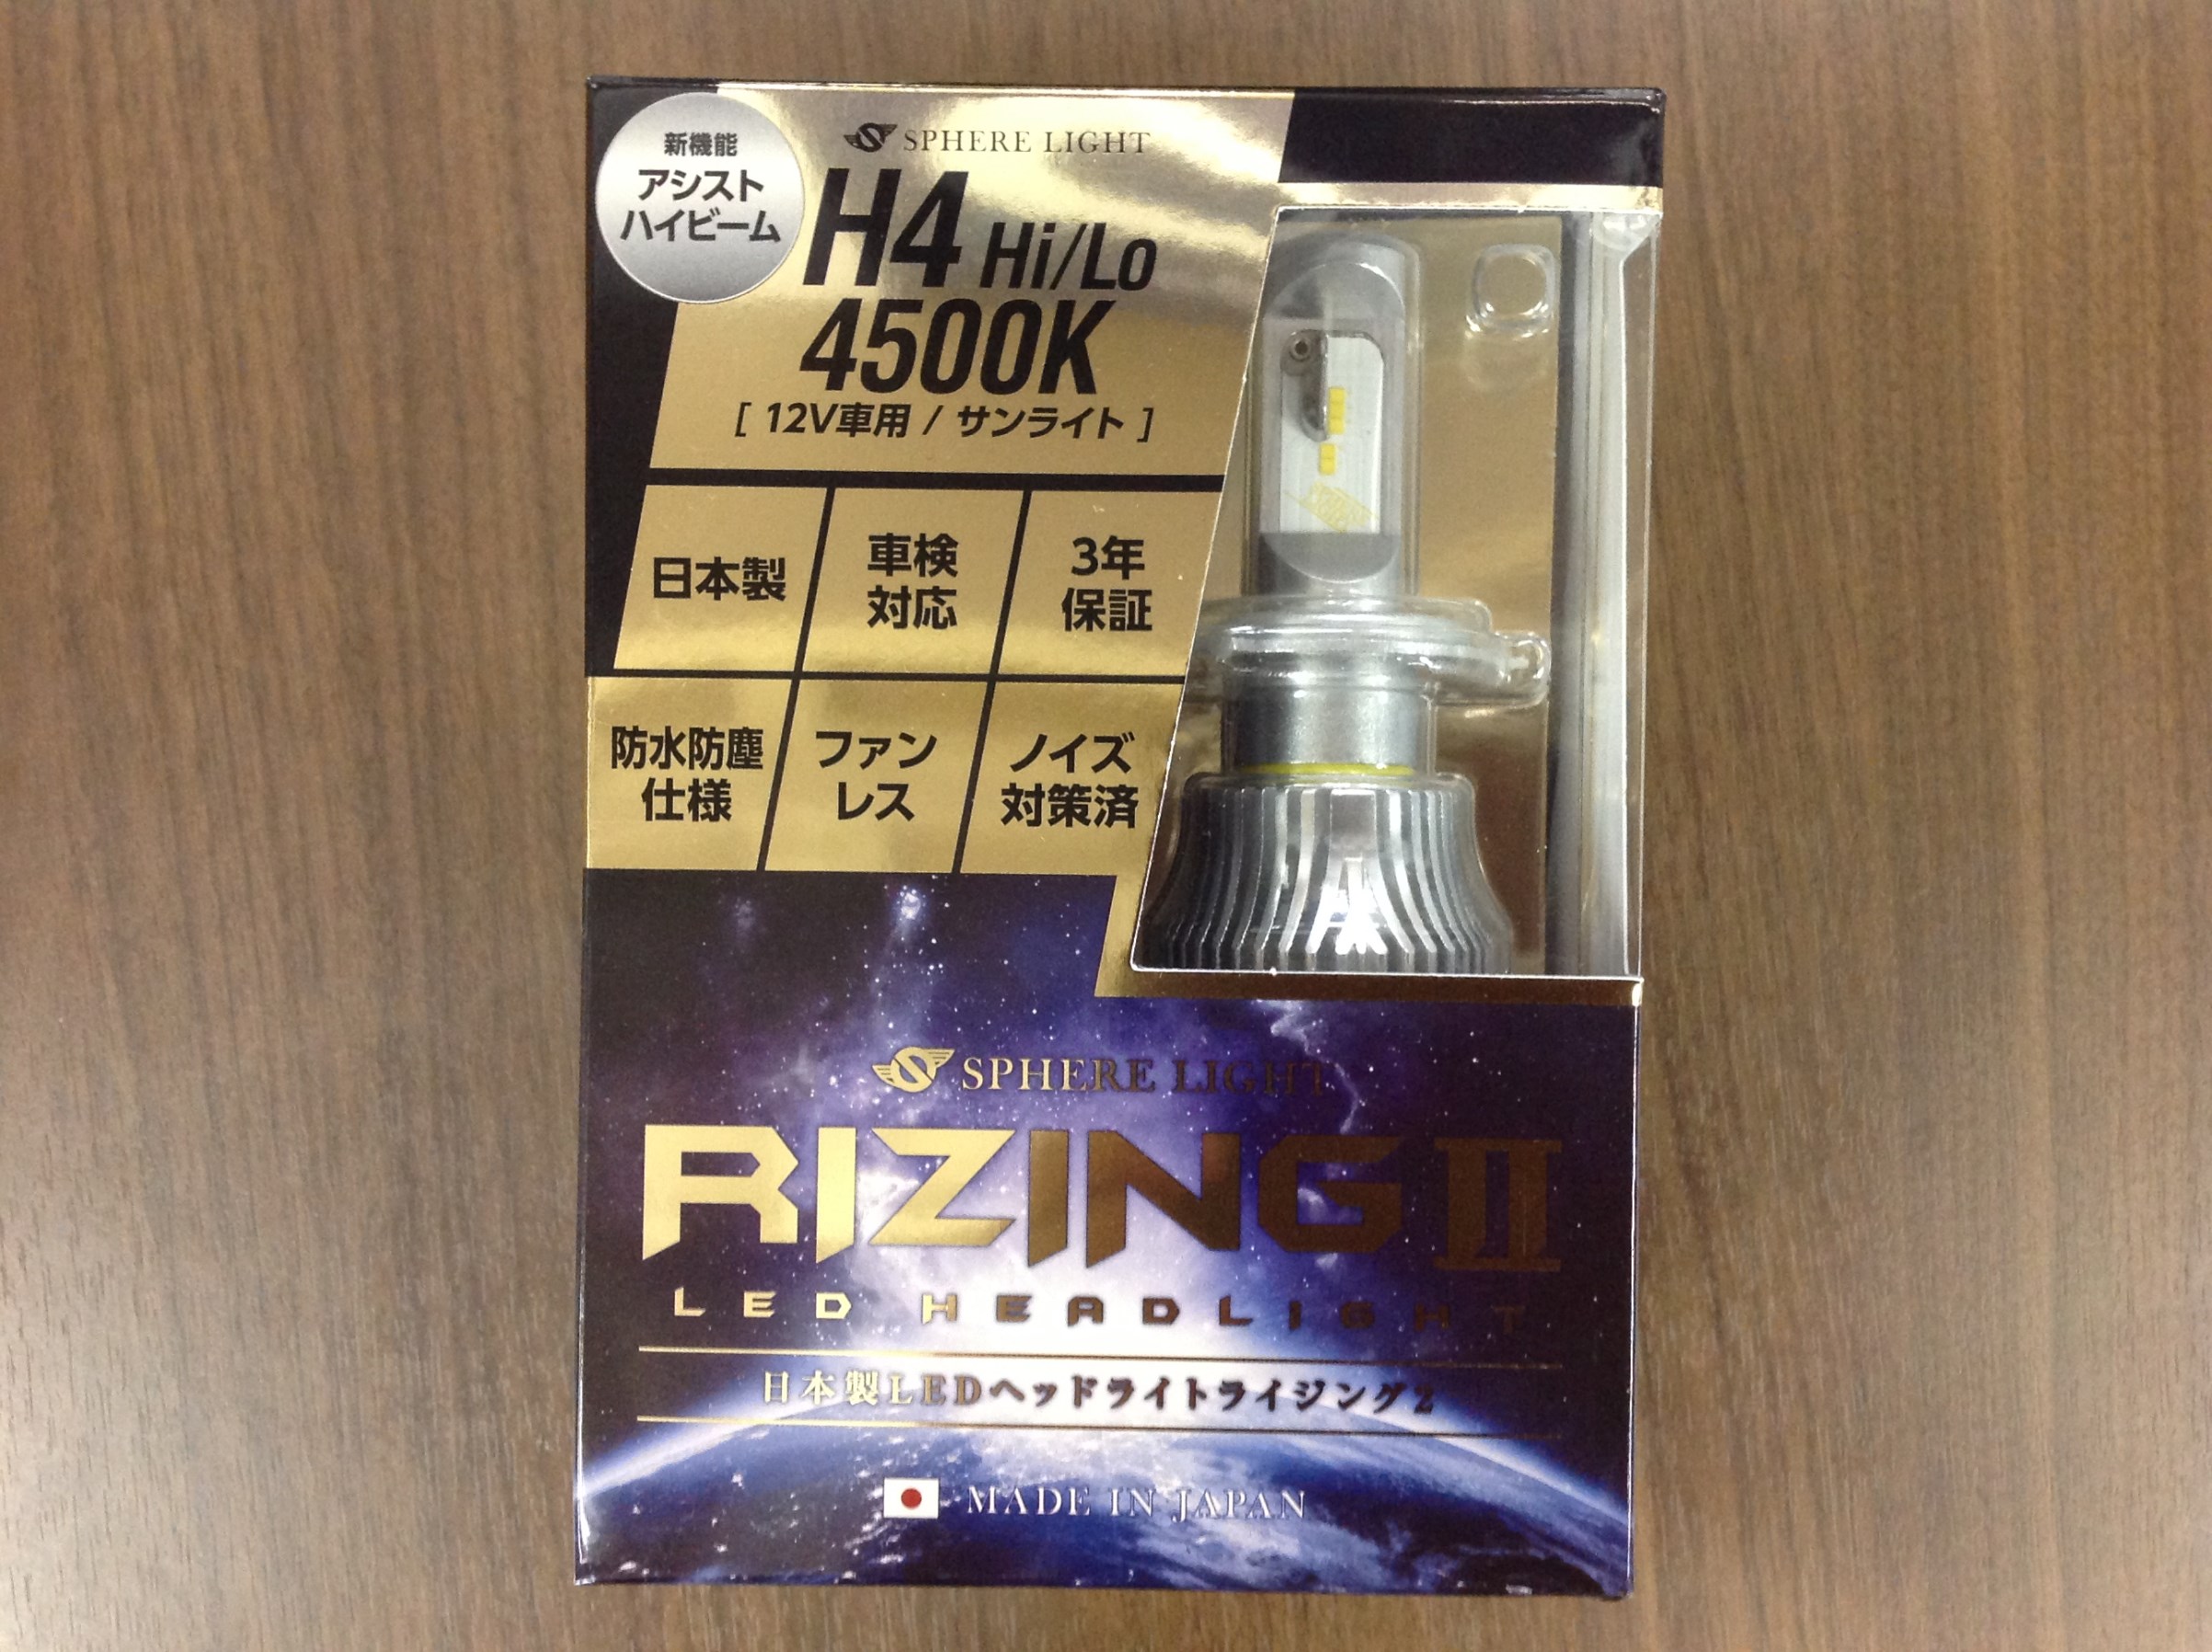 新機能
アシスト
ハイビーム
SPHERE LIGHT
H4 Hi/Lo
4500K
[ 12V車用 / サンライト ]
日本製
車検
対応
3年
保証
防水防塵
仕様
ファン
レス
ノイズ
対策済
SPHERE LIGHT
RIZING II
LED HEADLIGHT
日本製LEDヘッドライトライジング2
MADE IN JAPAN